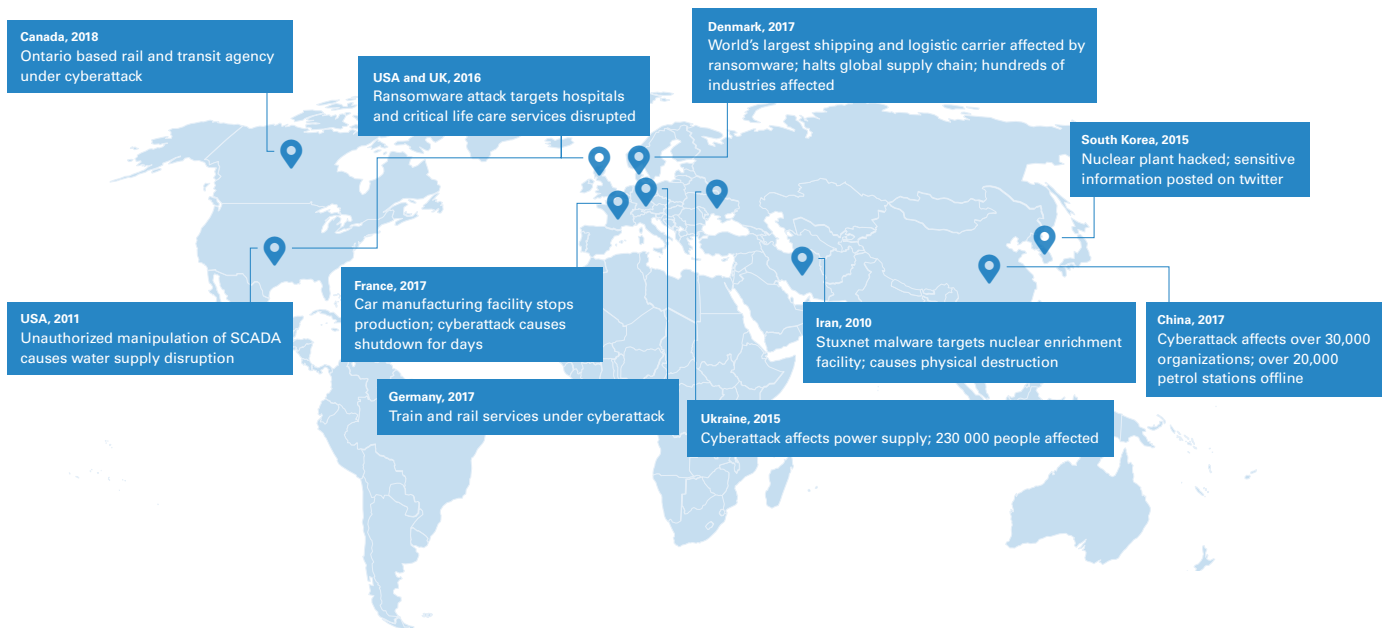 Canada, 2018
Ontario based rail and transit agency
under cyberattack
USA and UK, 2016
Ransomware attack targets hospitals
and critical life care services disrupted
Denmark, 2017
World's largest shipping and logistic carrier affected by
ransomware; halts global supply chain; hundreds of
industries affected
South Korea, 2015
Nuclear plant hacked; sensitive
information posted on twitter
USA, 2011
Unauthorized manipulation of SCADA
causes water supply disruption
France, 2017
Car manufacturing facility stops
production; cyberattack causes
shutdown for days
Germany, 2017
Train and rail services under cyberattack
Iran, 2010
Stuxnet malware targets nuclear enrichment
facility; causes physical destruction
China, 2017
Cyberattack affects over 30,000
organizations; over 20,000
petrol stations offline
Ukraine, 2015
Cyberattack affects power supply; 230 000 people affected